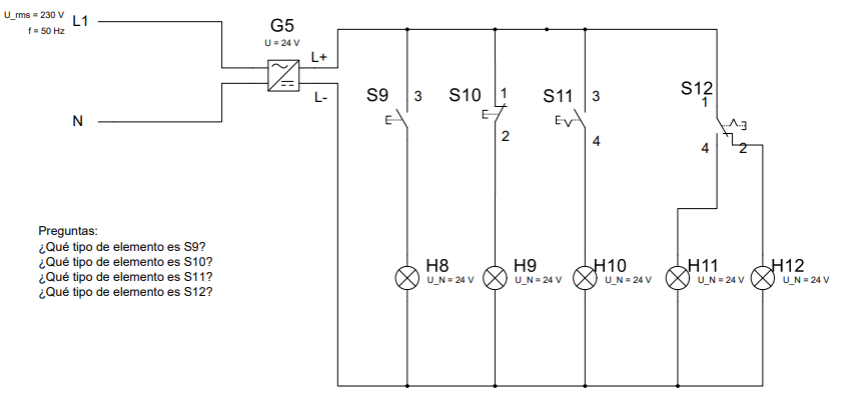 U_rms = 230 V
f = 50 Hz
L1
N
G5
U = 24 V
L+
L-
S9
3
S10
1
2
S11
3
4
S12
1
4
2
H8
U_N = 24 V
H9
U_N = 24 V
H10
U_N = 24 V
H11
U_N = 24 V
H12
U_N = 24 V
Preguntas:
¿Qué tipo de elemento es S9?
¿Qué tipo de elemento es S10?
¿Qué tipo de elemento es S11?
¿Qué tipo de elemento es S12?